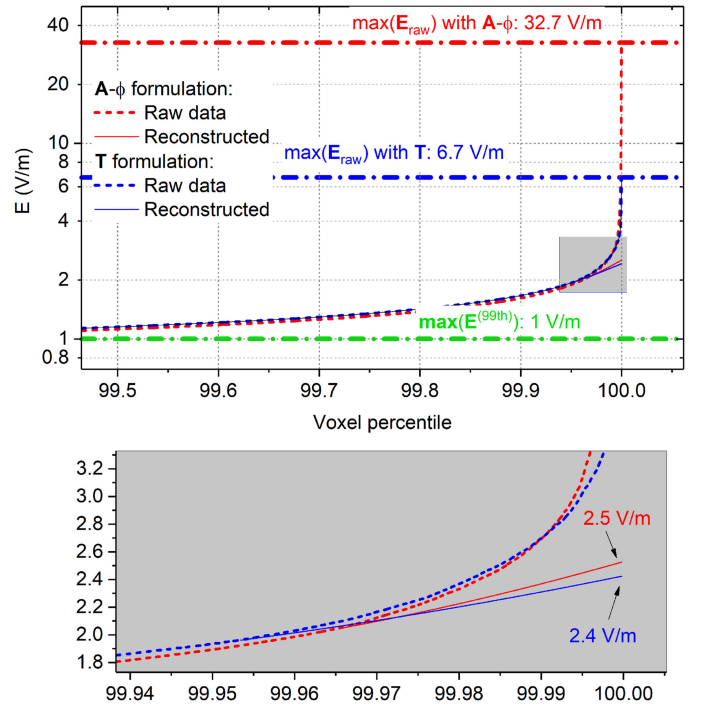 max(E_raw) with A-ϕ: 32.7 V/m
A-ϕ formulation:
Raw data
Reconstructed
T formulation:
Raw data
Reconstructed
max(E_raw) with T: 6.7 V/m
max(E^(99th)): 1 V/m
E (V/m)
40
20
10
8
6
4
2
1
0.8
99.5 99.6 99.7 99.8 99.9 100.0
Voxel percentile
3.2
3.0
2.8
2.6
2.4
2.2
2.0
1.8
2.5 V/m
2.4 V/m
99.94 99.95 99.96 99.97 99.98 99.99 100.00